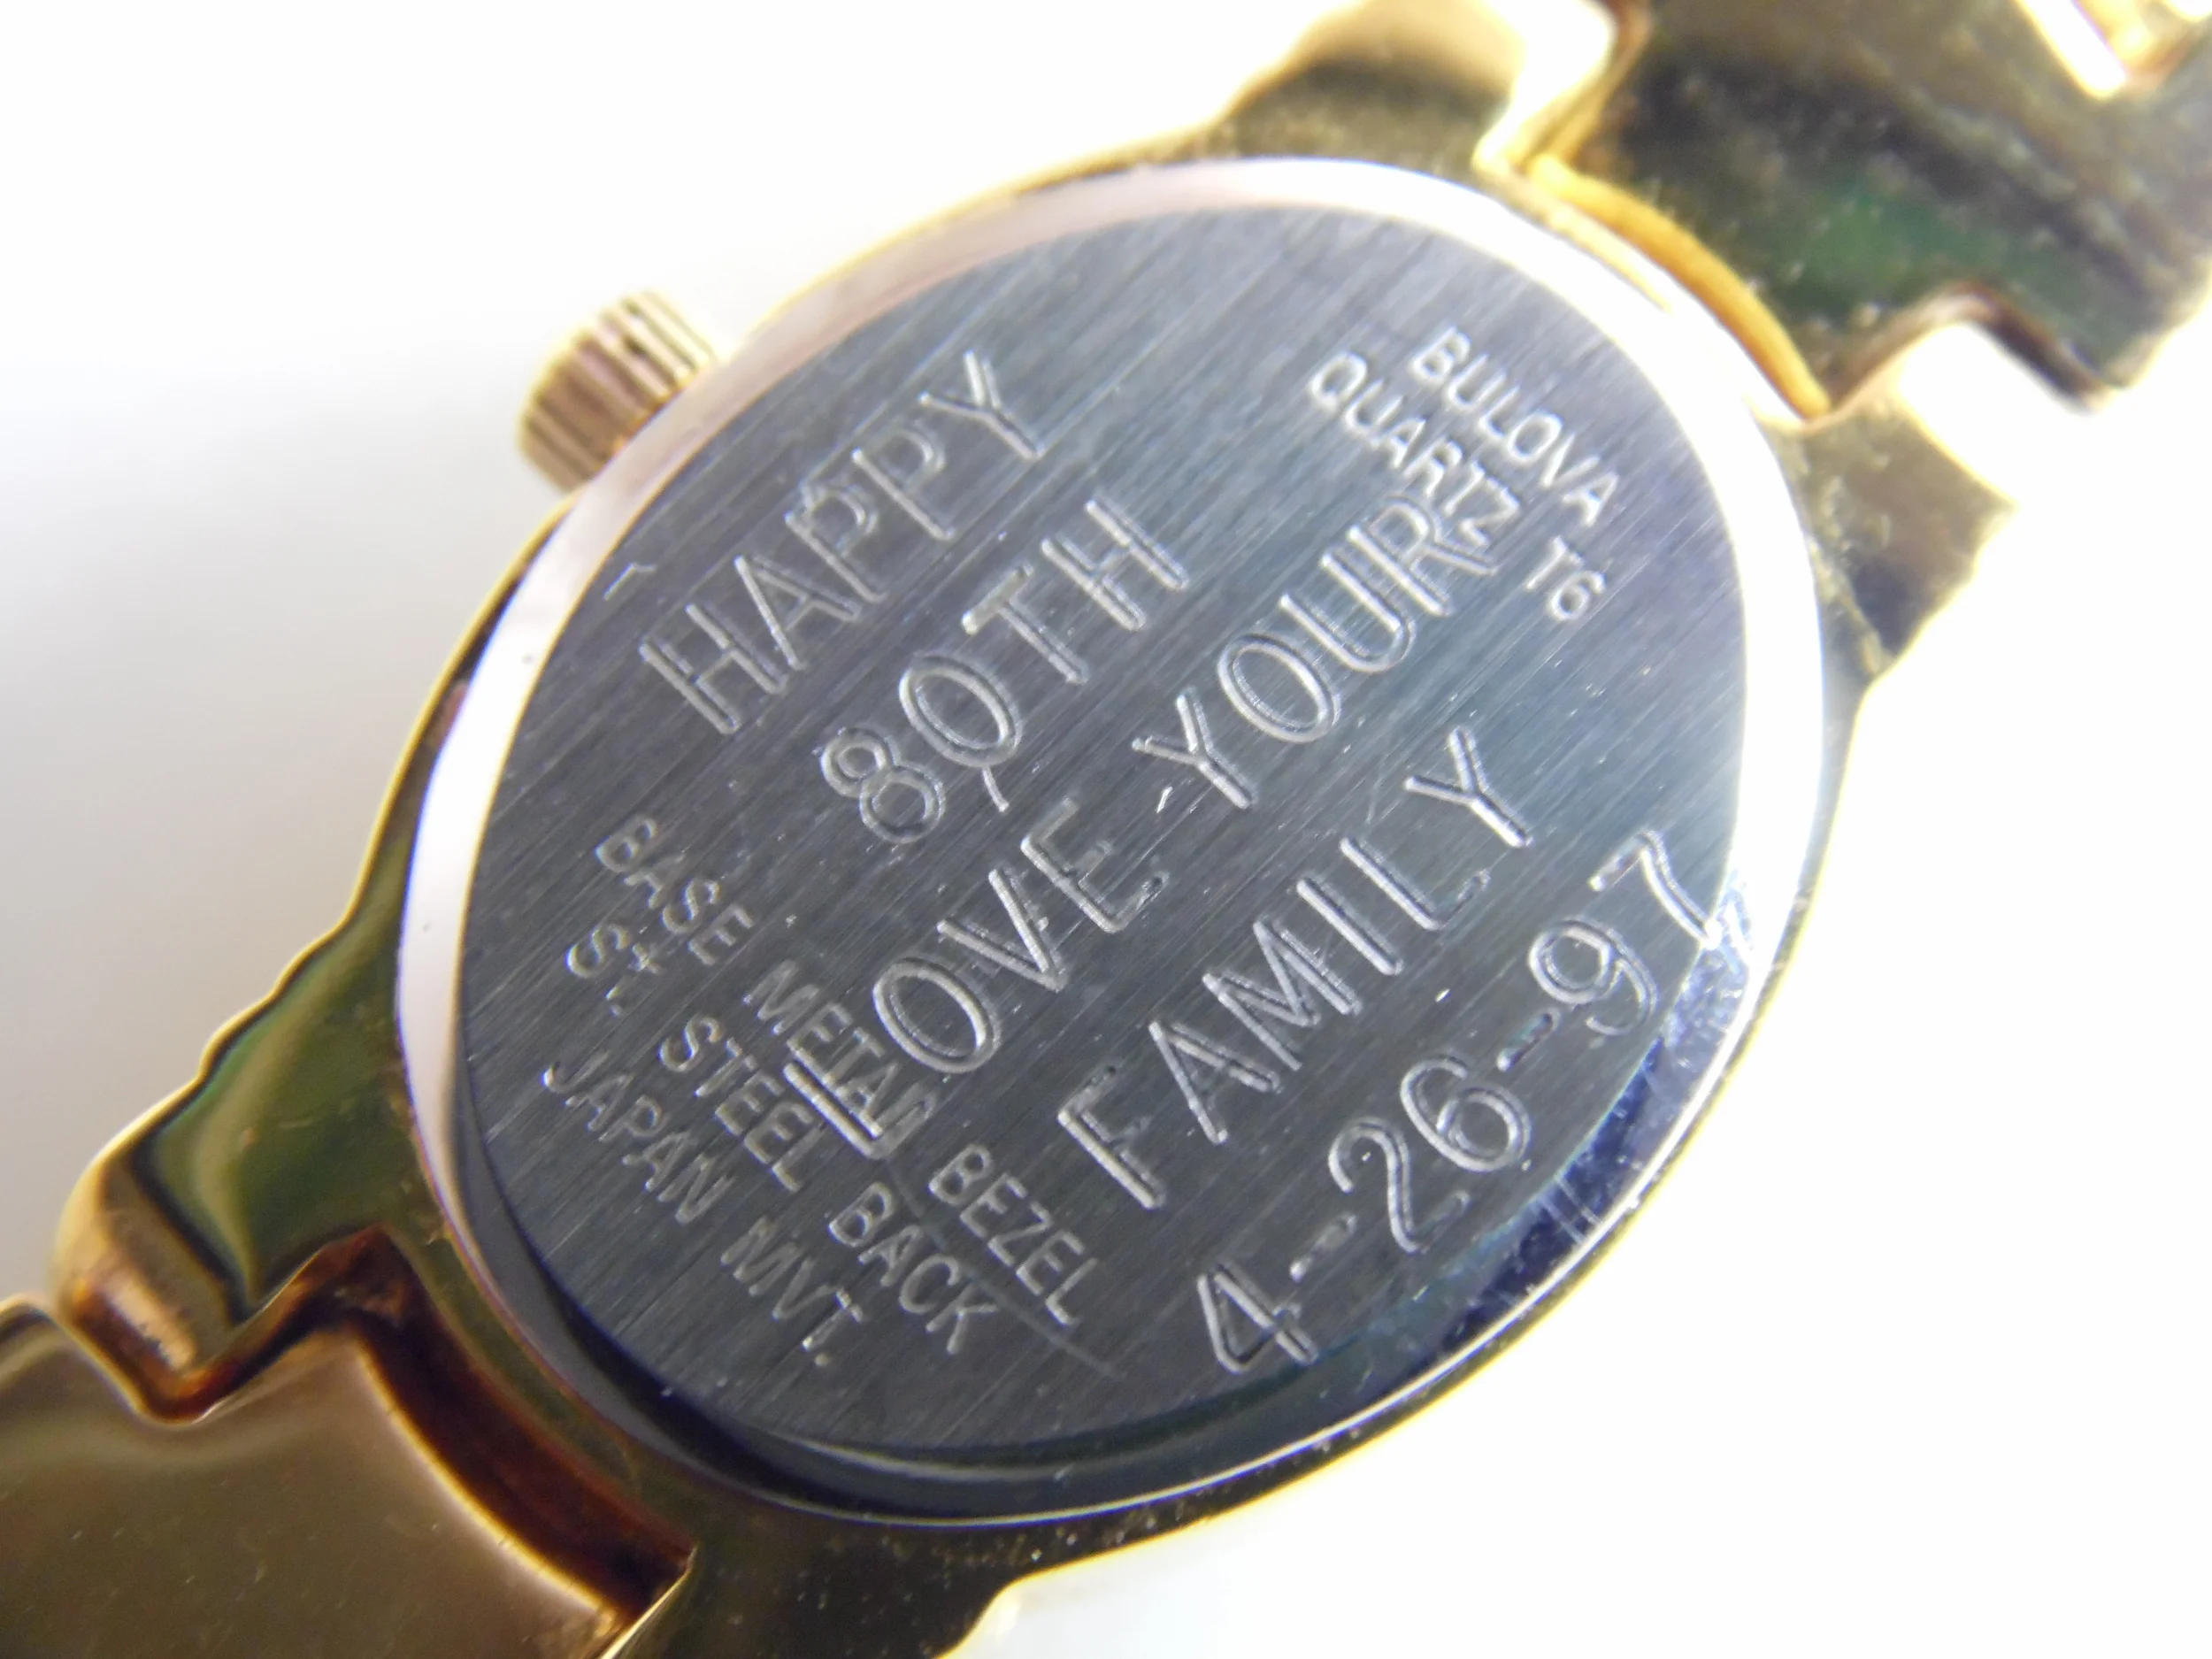 HAPPY
80TH
LOVE YOUR
FAMILY
4-26-97
BULOVA
QUARTZ T6
BASE METAL BEZEL
St. STEEL BACK
JAPAN MVT.